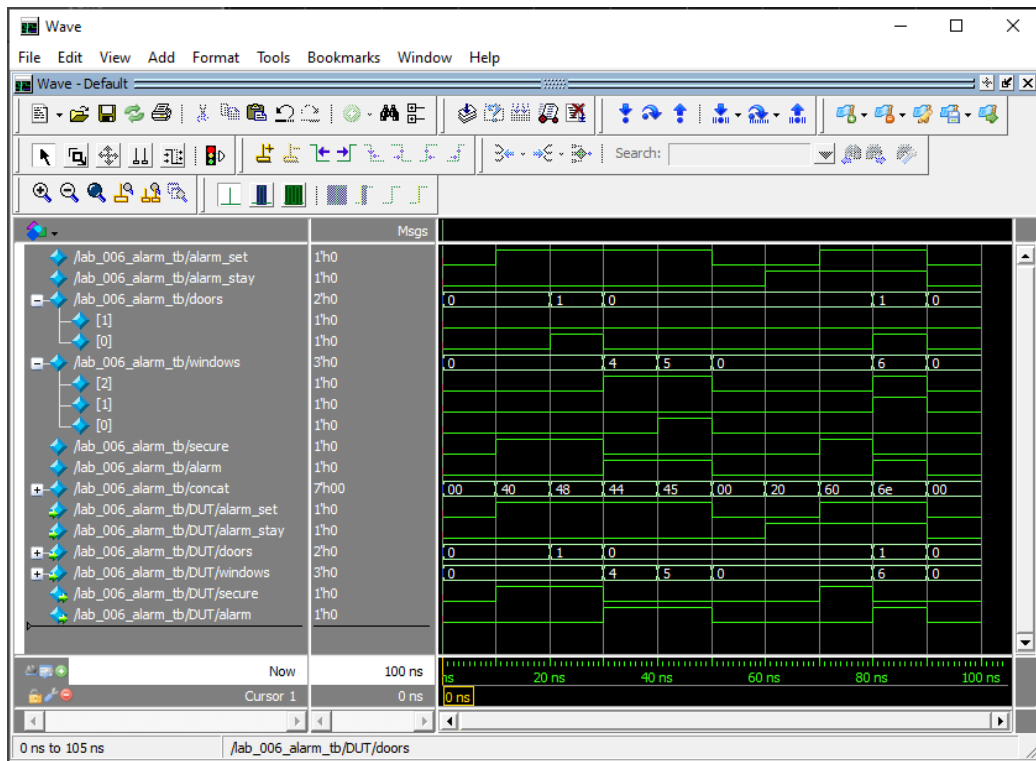 Wave
File Edit View Add Format Tools Bookmarks Window Help
Wave - Default
Search:
Msgs
/lab_006_alarm_tb/alarm_set 1'h0
/lab_006_alarm_tb/alarm_stay 1'h0
/lab_006_alarm_tb/doors 2'h0 0 1 0 1 0
[1] 1'h0
[0] 1'h0
/lab_006_alarm_tb/windows 3'h0 0 4 5 0 6 0
[2] 1'h0
[1] 1'h0
[0] 1'h0
/lab_006_alarm_tb/secure 1'h0
/lab_006_alarm_tb/alarm 1'h0
/lab_006_alarm_tb/concat 7'h00 00 40 48 44 45 00 20 60 6e 00
/lab_006_alarm_tb/DUT/alarm_set 1'h0
/lab_006_alarm_tb/DUT/alarm_stay 1'h0
/lab_006_alarm_tb/DUT/doors 2'h0 0 1 0 1 0
/lab_006_alarm_tb/DUT/windows 3'h0 0 4 5 0 6 0
/lab_006_alarm_tb/DUT/secure 1'h0
/lab_006_alarm_tb/DUT/alarm 1'h0
Now 100 ns ns 20 ns 40 ns 60 ns 80 ns 100 ns
Cursor 1 0 ns 0 ns
0 ns to 105 ns /lab_006_alarm_tb/DUT/doors